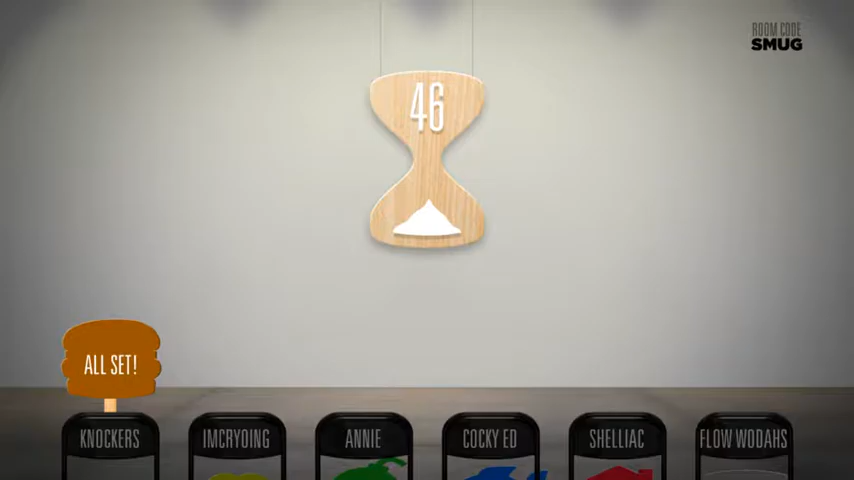 ROOM CODE
SMUG
46
ALL SET!
KNOCKERS
IMCRYOING
ANNIE
COCKY ED
SHELLIAC
FLOW WODAHS